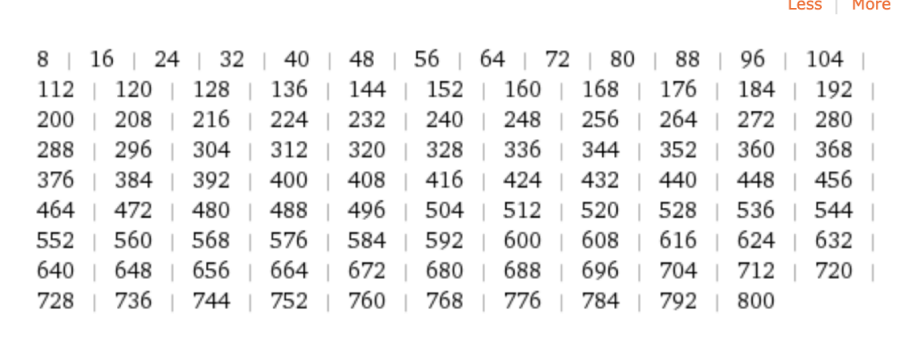 Less | More
8 | 16 | 24 | 32 | 40 | 48 | 56 | 64 | 72 | 80 | 88 | 96 | 104 |
112 | 120 | 128 | 136 | 144 | 152 | 160 | 168 | 176 | 184 | 192 |
200 | 208 | 216 | 224 | 232 | 240 | 248 | 256 | 264 | 272 | 280 |
288 | 296 | 304 | 312 | 320 | 328 | 336 | 344 | 352 | 360 | 368 |
376 | 384 | 392 | 400 | 408 | 416 | 424 | 432 | 440 | 448 | 456 |
464 | 472 | 480 | 488 | 496 | 504 | 512 | 520 | 528 | 536 | 544 |
552 | 560 | 568 | 576 | 584 | 592 | 600 | 608 | 616 | 624 | 632 |
640 | 648 | 656 | 664 | 672 | 680 | 688 | 696 | 704 | 712 | 720 |
728 | 736 | 744 | 752 | 760 | 768 | 776 | 784 | 792 | 800